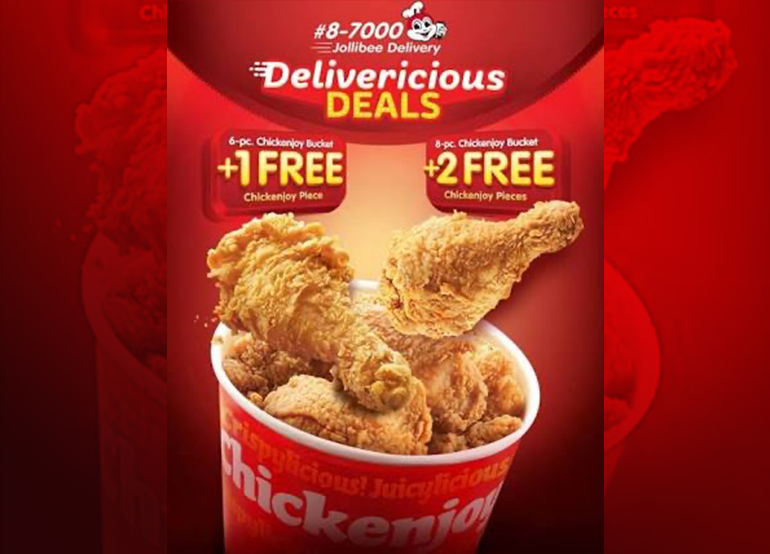 #8-7000
Jollibee Delivery
Delivericious
DEALS
6-pc. Chickenjoy Bucket
+1 FREE
Chickenjoy Piece
8-pc. Chickenjoy Bucket
+2 FREE
Chickenjoy Pieces
Crispylicious! Juicylicious
Chickenjoy